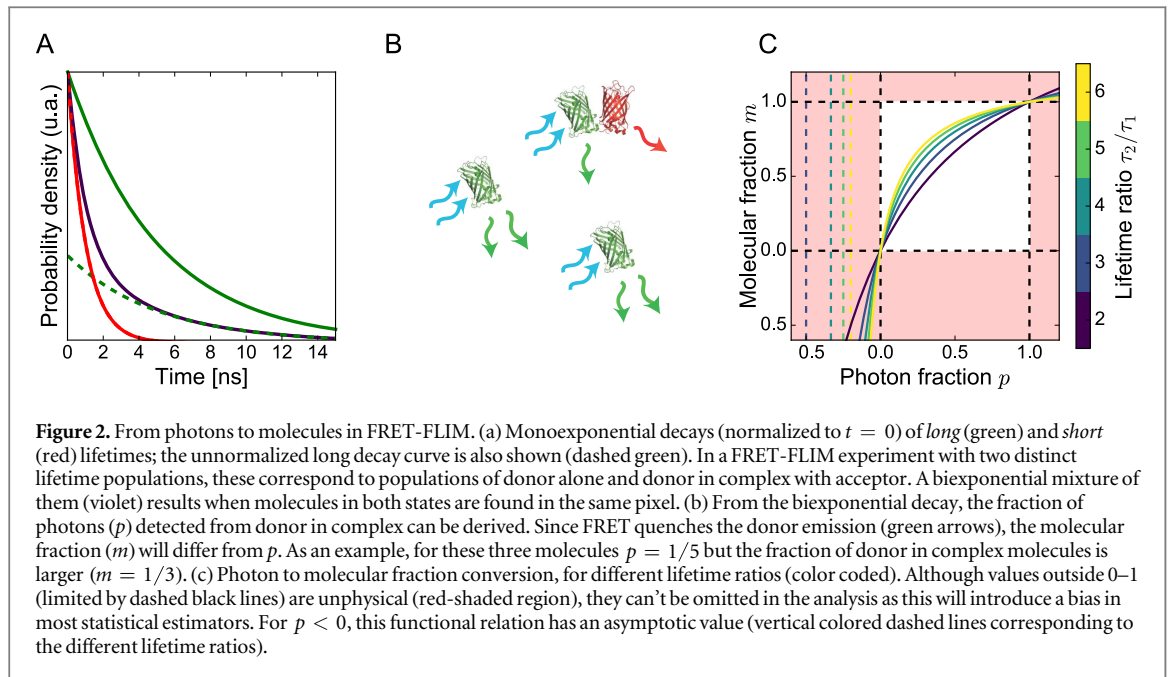 A
B
C
Probability density (u.a.)
0
2
4
6
8
10
12
14
Time [ns]
Molecular fraction m
1.0
0.5
0.0
0.5
0.5
0.0
0.5
1.0
Photon fraction p
6
5
4
3
2
Lifetime ratio τ2/τ1
Figure 2. From photons to molecules in FRET-FLIM. (a) Monoexponential decays (normalized to t = 0) of long (green) and short
(red) lifetimes; the unnormalized long decay curve is also shown (dashed green). In a FRET-FLIM experiment with two distinct
lifetime populations, these correspond to populations of donor alone and donor in complex with acceptor. A biexponential mixture of
them (violet) results when molecules in both states are found in the same pixel. (b) From the biexponential decay, the fraction of
photons (p) detected from donor in complex can be derived. Since FRET quenches the donor emission (green arrows), the molecular
fraction (m) will differ from p. As an example, for these three molecules p = 1/5 but the fraction of donor in complex molecules is
larger (m = 1/3). (c) Photon to molecular fraction conversion, for different lifetime ratios (color coded). Although values outside 0–1
(limited by dashed black lines) are unphysical (red-shaded region), they can't be omitted in the analysis as this will introduce a bias in
most statistical estimators. For p < 0, this functional relation has an asymptotic value (vertical colored dashed lines corresponding to
the different lifetime ratios).